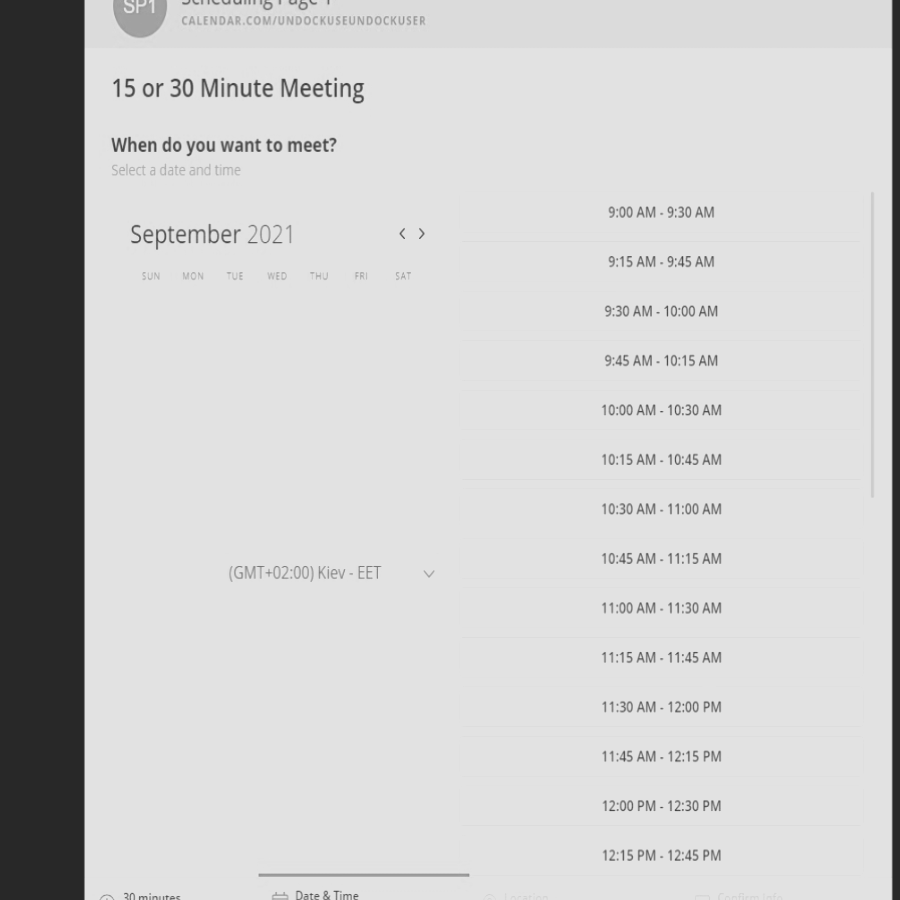 SP1
Scheduling Page 1
CALENDAR.COM/UNDOCKUSEUNDOCKUSER
15 or 30 Minute Meeting
When do you want to meet?
Select a date and time
September 2021
SUN MON TUE WED THU FRI SAT
(GMT+02:00) Kiev - EET
9:00 AM - 9:30 AM
9:15 AM - 9:45 AM
9:30 AM - 10:00 AM
9:45 AM - 10:15 AM
10:00 AM - 10:30 AM
10:15 AM - 10:45 AM
10:30 AM - 11:00 AM
10:45 AM - 11:15 AM
11:00 AM - 11:30 AM
11:15 AM - 11:45 AM
11:30 AM - 12:00 PM
11:45 AM - 12:15 PM
12:00 PM - 12:30 PM
12:15 PM - 12:45 PM
30 minutes
Date & Time
Location
Confirm Info